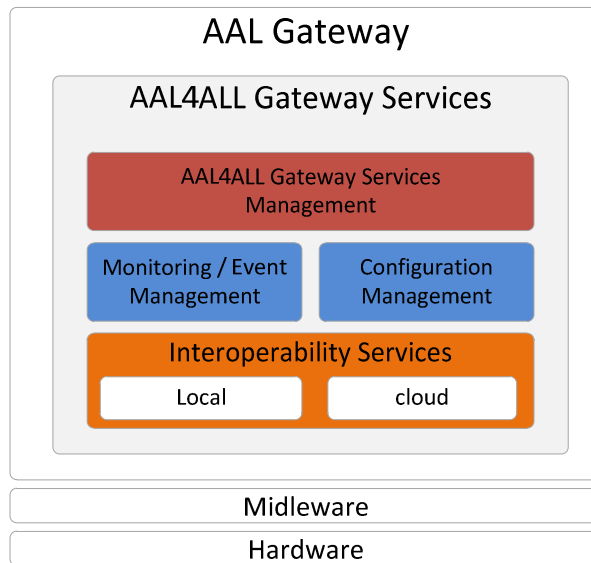 AAL Gateway
AAL4ALL Gateway Services
AAL4ALL Gateway Services
Management
Monitoring / Event
Management
Configuration
Management
Interoperability Services
Local
cloud
Midleware
Hardware